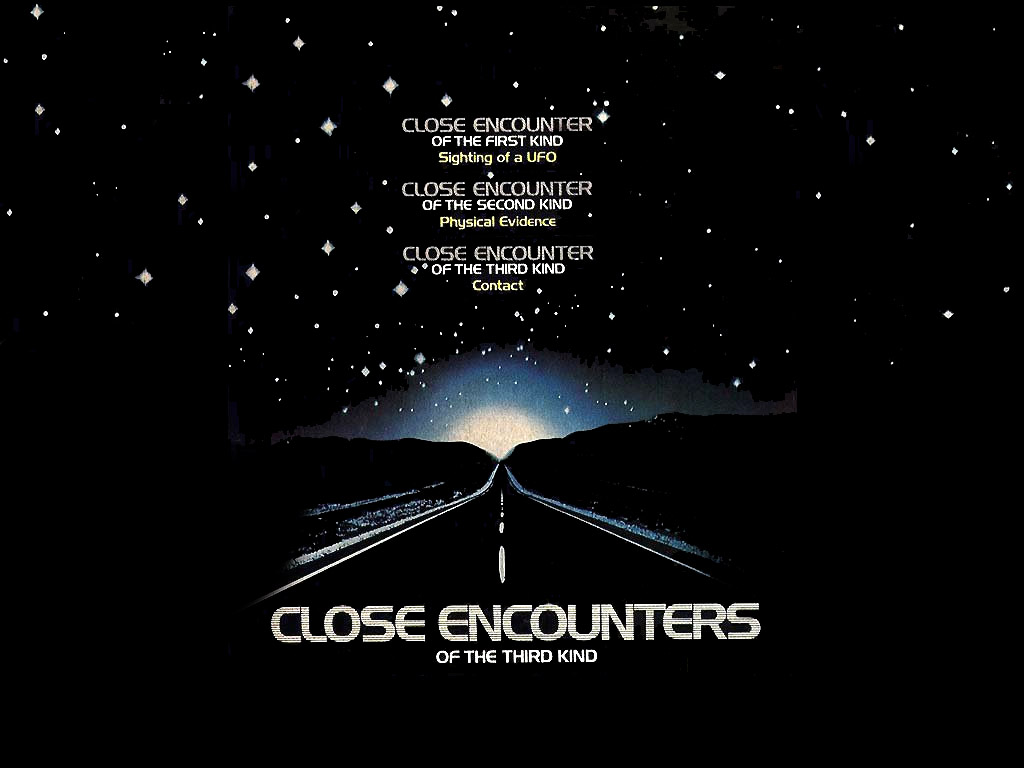 CLOSE ENCOUNTER
OF THE FIRST KIND
Sighting of a UFO
CLOSE ENCOUNTER
OF THE SECOND KIND
Physical Evidence
CLOSE ENCOUNTER
OF THE THIRD KIND
Contact
CLOSE ENCOUNTERS
OF THE THIRD KIND